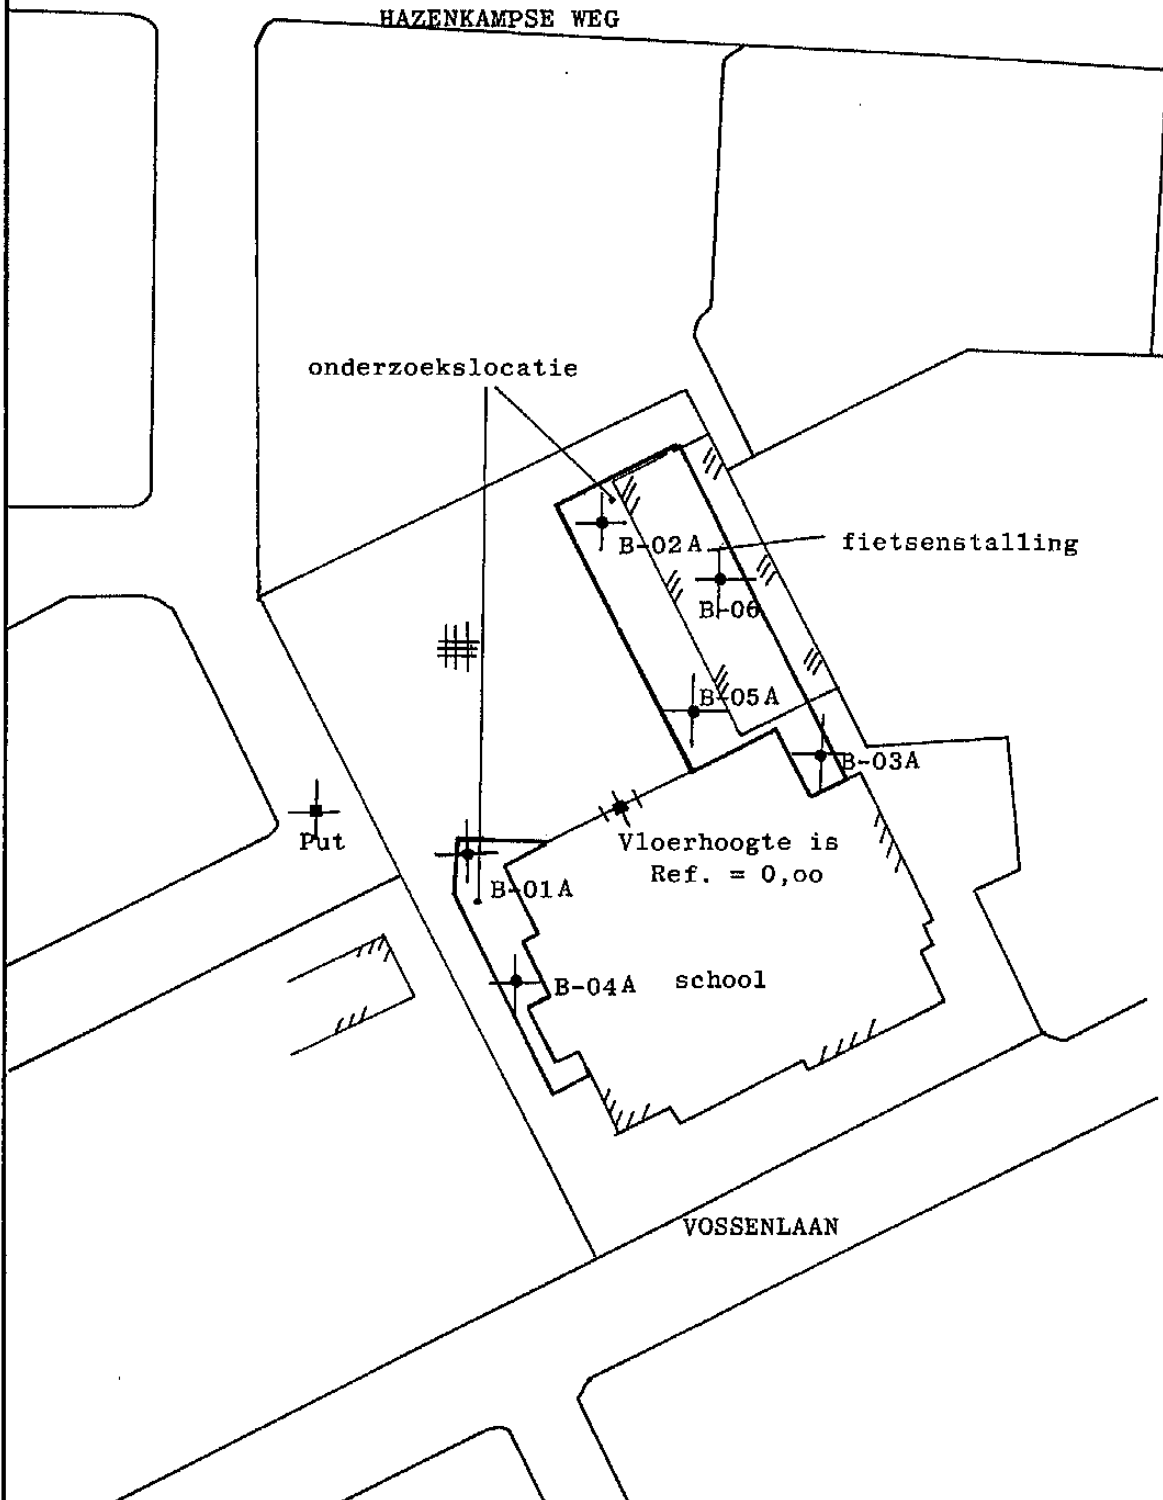 HAZENKAMPSE WEG
onderzoekslocatie
B-02A
fietsenstalling
B-06
B-05A
B-03A
Put
Vloerhoogte is
Ref. = 0,oo
B-01A
B-04A
school
VOSSENLAAN